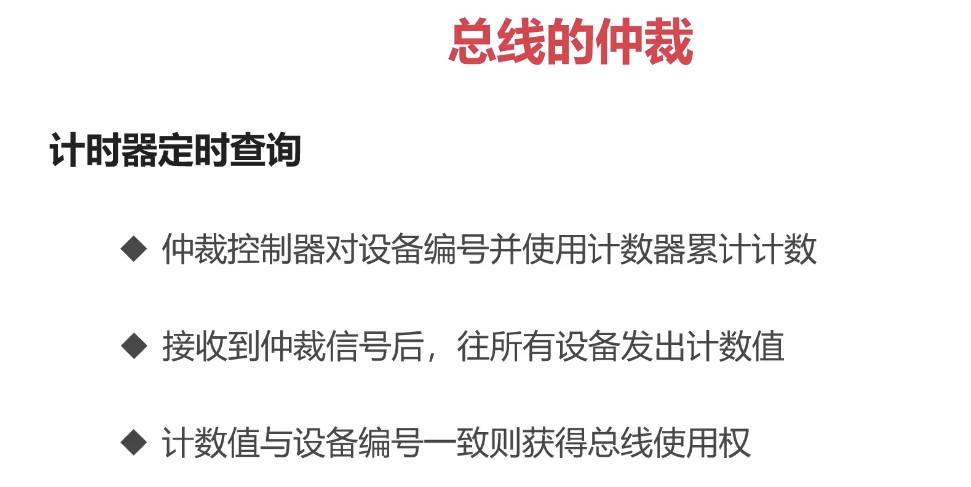 总线的仲裁
计时器定时查询
◆ 仲裁控制器对设备编号并使用计数器累计计数
◆ 接收到仲裁信号后，往所有设备发出计数值
◆ 计数值与设备编号一致则获得总线使用权